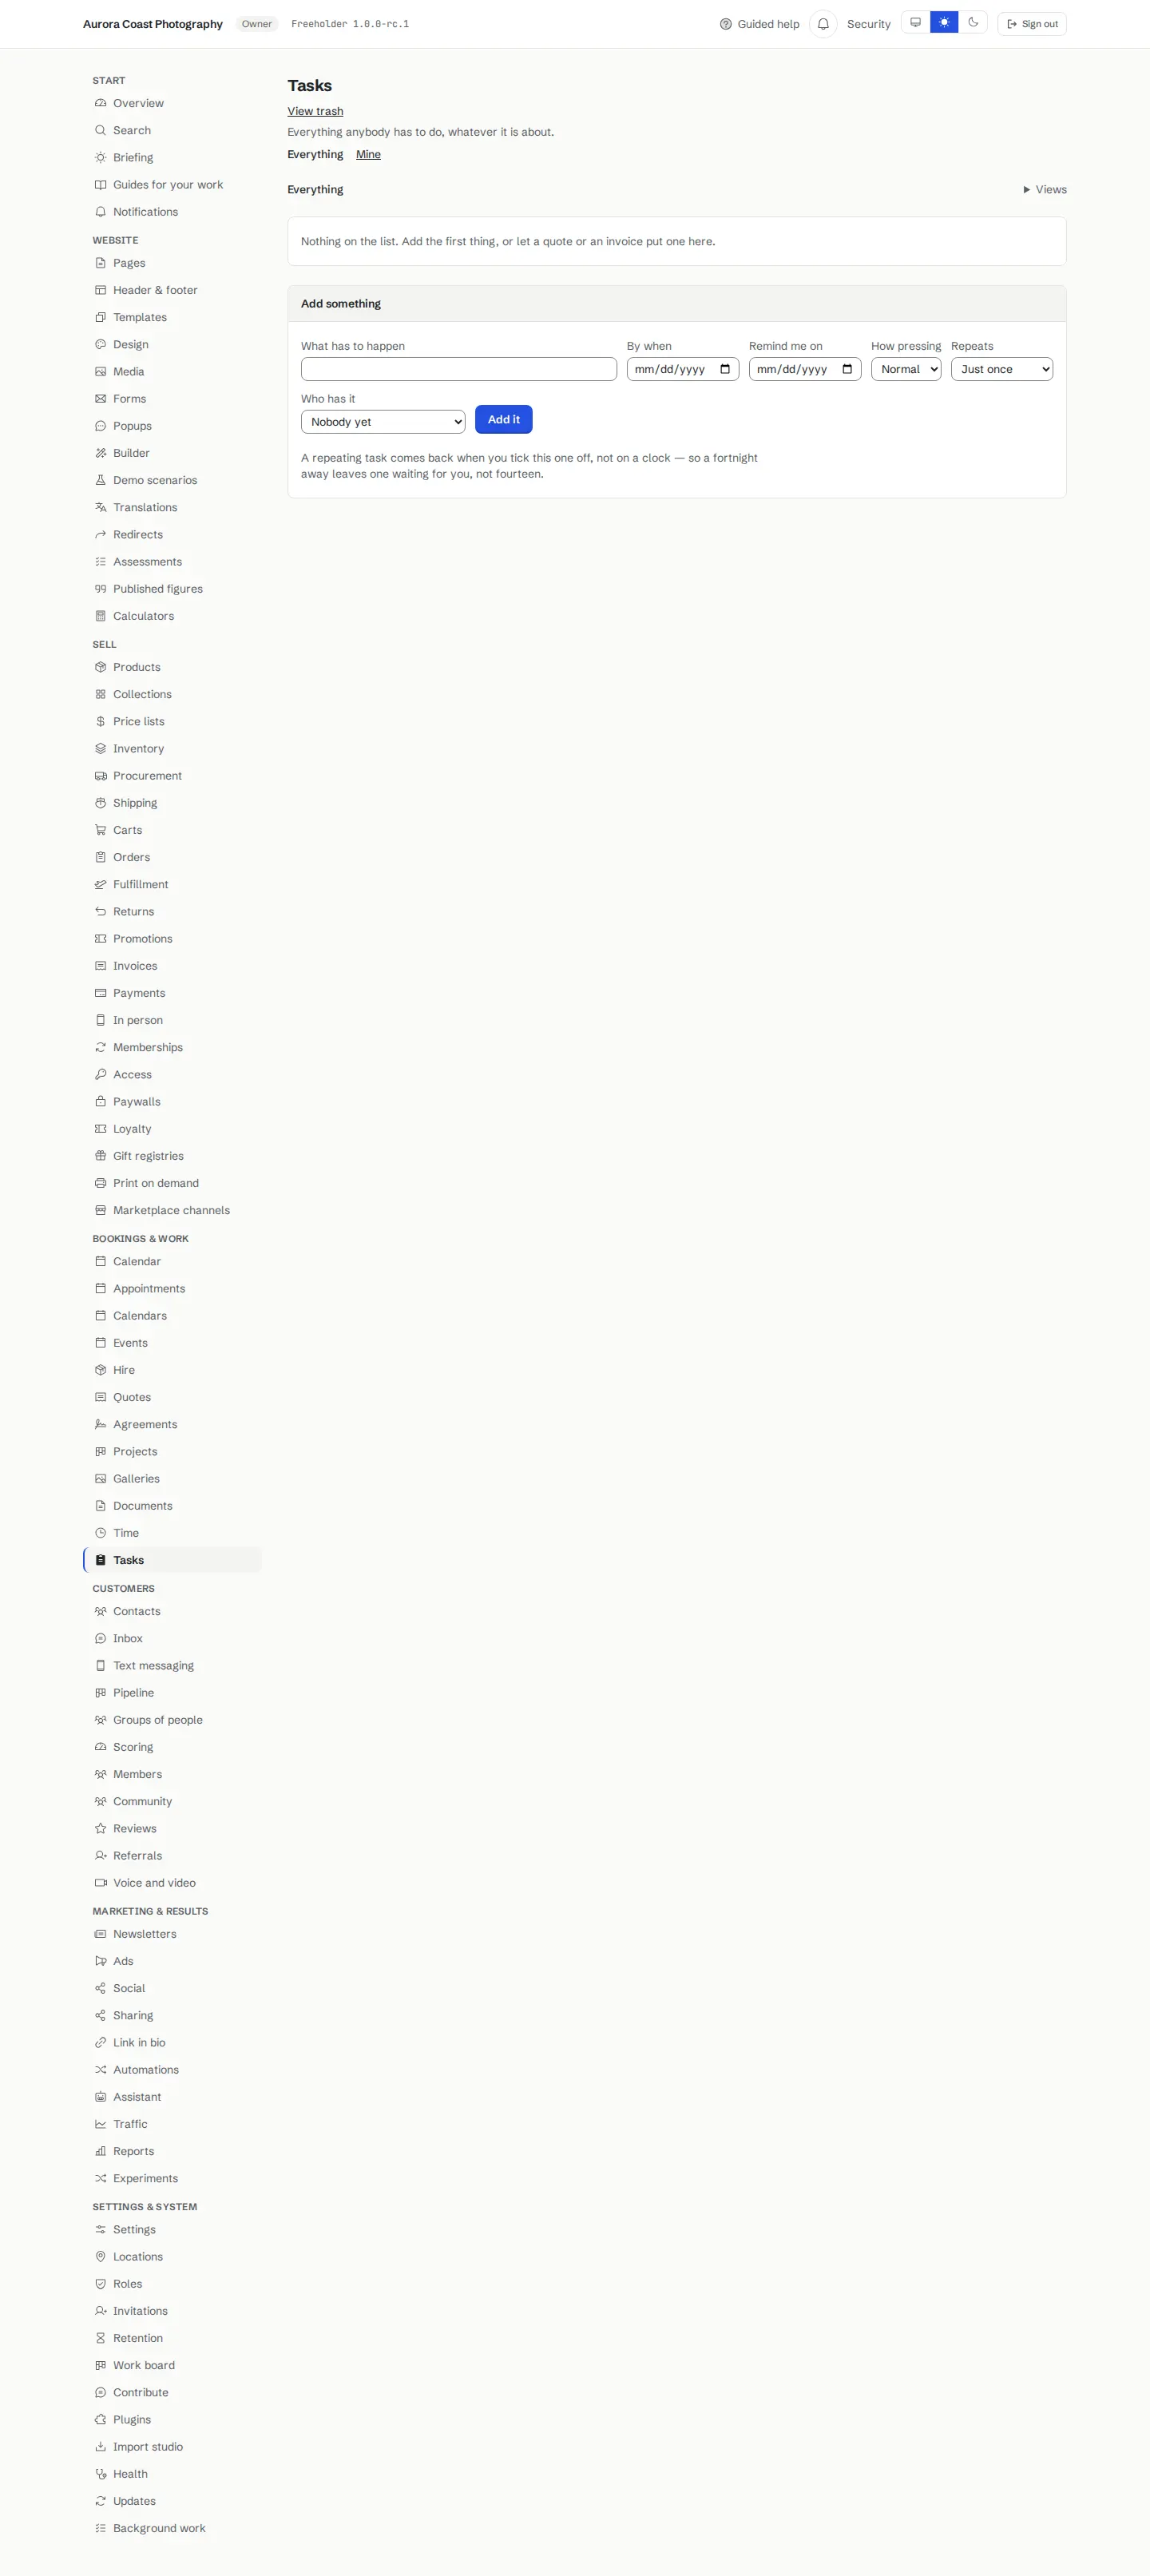 Aurora Coast Photography Owner Freeholder 1.0.0-rc.1 Guided help Security Sign out
START
Overview
Search
Briefing
Guides for your work
Notifications
WEBSITE
Pages
Header & footer
Templates
Design
Media
Forms
Popups
Builder
Demo scenarios
Translations
Redirects
Assessments
Published figures
Calculators
SELL
Products
Collections
Price lists
Inventory
Procurement
Shipping
Carts
Orders
Fulfillment
Returns
Promotions
Invoices
Payments
In person
Memberships
Access
Paywalls
Loyalty
Gift registries
Print on demand
Marketplace channels
BOOKINGS & WORK
Calendar
Appointments
Calendars
Events
Hire
Quotes
Agreements
Projects
Galleries
Documents
Time
Tasks
CUSTOMERS
Contacts
Inbox
Text messaging
Pipeline
Groups of people
Scoring
Members
Community
Reviews
Referrals
Voice and video
MARKETING & RESULTS
Newsletters
Ads
Social
Sharing
Link in bio
Automations
Assistant
Traffic
Reports
Experiments
SETTINGS & SYSTEM
Settings
Locations
Roles
Invitations
Retention
Work board
Contribute
Plugins
Import studio
Health
Updates
Background work
Tasks
View trash
Everything anybody has to do, whatever it is about.
Everything Mine
Everything Views
Nothing on the list. Add the first thing, or let a quote or an invoice put one here.
Add something
What has to happen By when Remind me on How pressing Repeats
mm/dd/yyyy mm/dd/yyyy Normal Just once
Who has it
Nobody yet Add it
A repeating task comes back when you tick this one off, not on a clock — so a fortnight
away leaves one waiting for you, not fourteen.